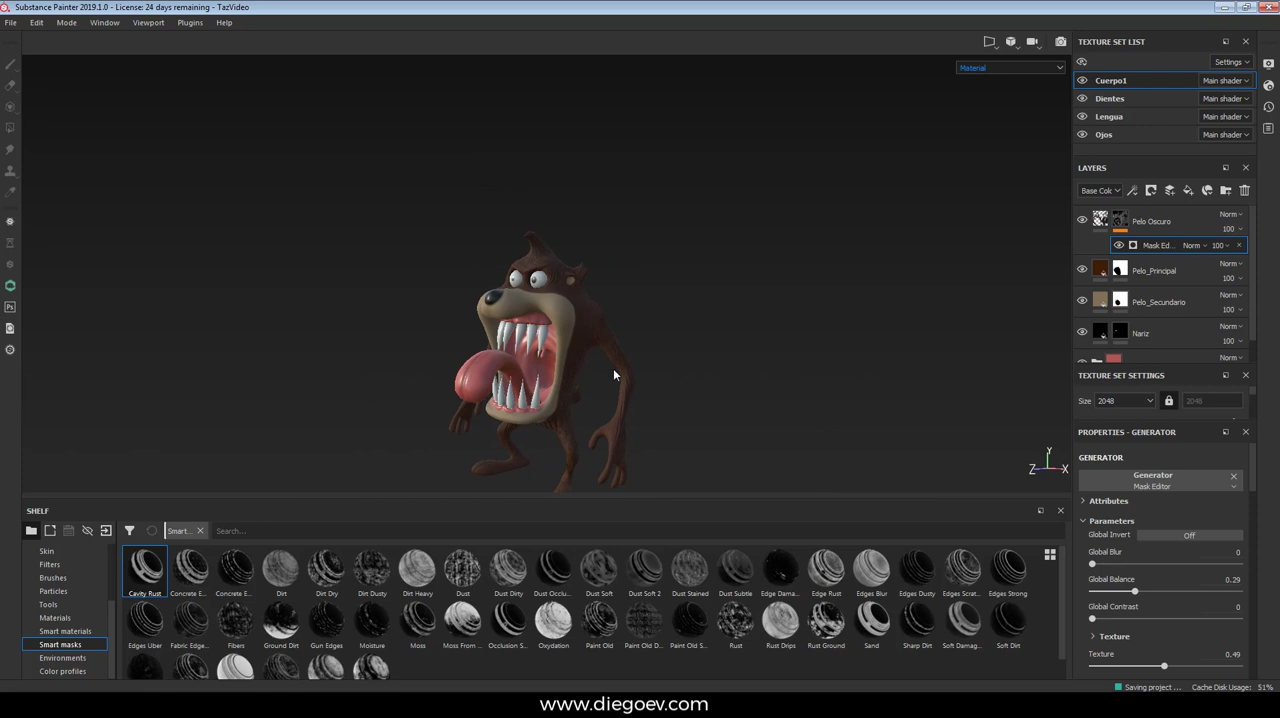 Substance Painter 2019.1.0 - License: 24 days remaining - TazVideo
File Edit Mode Window Viewport Plugins Help
Material
TEXTURE SET LIST
Settings
Cuerpo1 Main shader
Dientes Main shader
Lengua Main shader
Ojos Main shader
LAYERS
Base Col
Pelo Oscuro Norm 100
Mask Ed... Norm 100
Pelo_Principal Norm 100
Pelo_Secundario Norm 100
Nariz Norm 100
Norm
TEXTURE SET SETTINGS
Size 2048 2048
PROPERTIES - GENERATOR
GENERATOR
Generator
Mask Editor
Attributes
Parameters
Global Invert Off
Global Blur 0
Global Balance 0.29
Global Contrast 0
Texture
Texture 0.49
Ps
Y
Z X
SHELF
Smart... Search...
Skin
Filters
Brushes
Particles
Tools
Materials
Smart materials
Smart masks
Environments
Color profiles
Cavity Rust Concrete E... Concrete E... Dirt Dirt Dry Dirt Dusty Dirt Heavy Dust Dust Dirty Dust Occlu... Dust Soft Dust Soft 2 Dust Stained Dust Subtle Edge Dama... Edge Rust Edges Blur Edges Dusty Edges Scrat... Edges Strong
Edges Uber Fabric Edge... Fibers Ground Dirt Gun Edges Moisture Moss Moss From ... Occlusion S... Oxydation Paint Old Paint Old D... Paint Old S... Rust Rust Drips Rust Ground Sand Sharp Dirt Soft Damag... Soft Dirt
Saving project ... Cache Disk Usage: 51%
www.diegoev.com